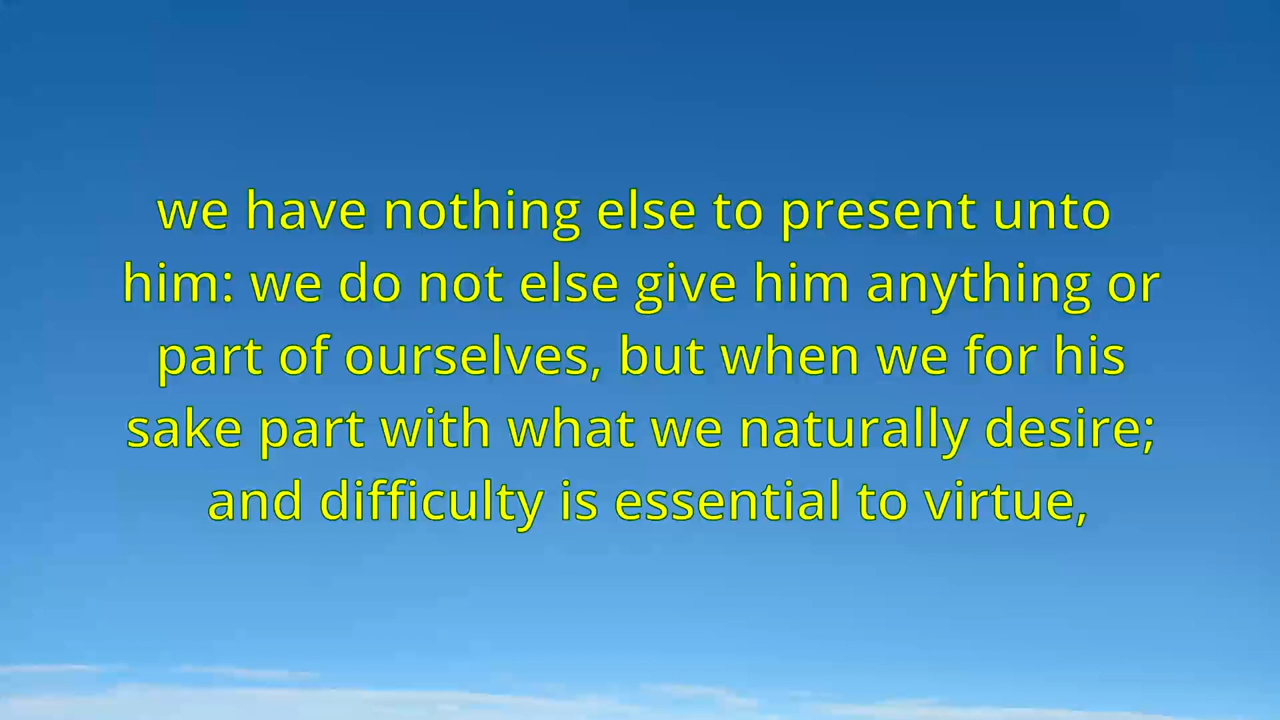 we have nothing else to present unto
him: we do not else give him anything or
part of ourselves, but when we for his
sake part with what we naturally desire;
and difficulty is essential to virtue,